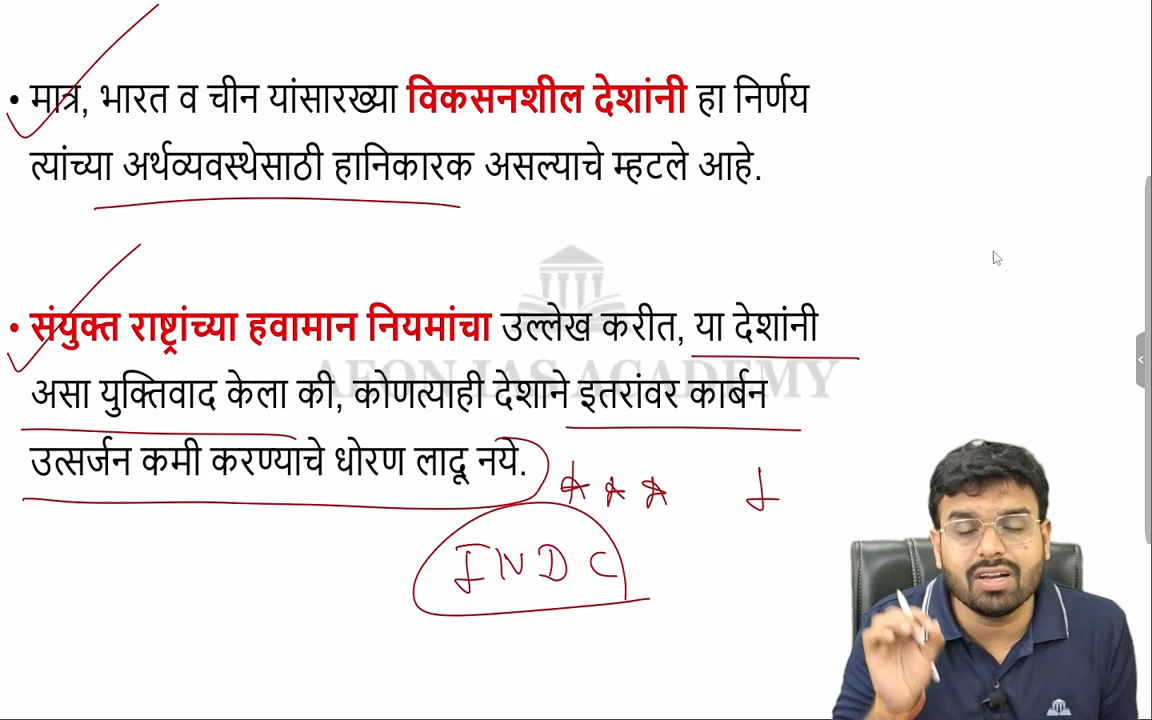 • मात्र, भारत व चीन यांसारख्या विकसनशील देशांनी हा निर्णय
त्यांच्या अर्थव्यवस्थेसाठी हानिकारक असल्याचे म्हटले आहे.
• संयुक्त राष्ट्रांच्या हवामान नियमांचा उल्लेख करीत, या देशांनी
AEON IAS ACADEMY
असा युक्तिवाद केला की, कोणत्याही देशाने इतरांवर कार्बन
उत्सर्जन कमी करण्याचे धोरण लादू नये.
INDC